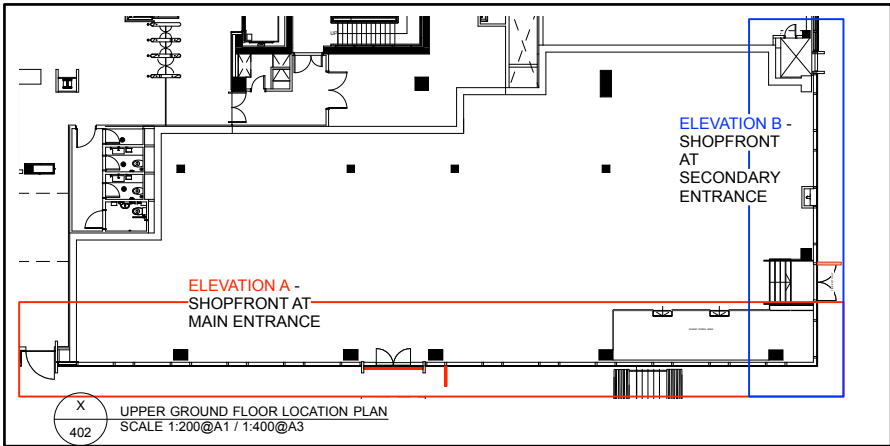 UP
ELEVATION B -
SHOPFRONT
AT
SECONDARY
ENTRANCE
ELEVATION A -
SHOPFRONT AT
MAIN ENTRANCE
X
402
UPPER GROUND FLOOR LOCATION PLAN
SCALE 1:200@A1 / 1:400@A3